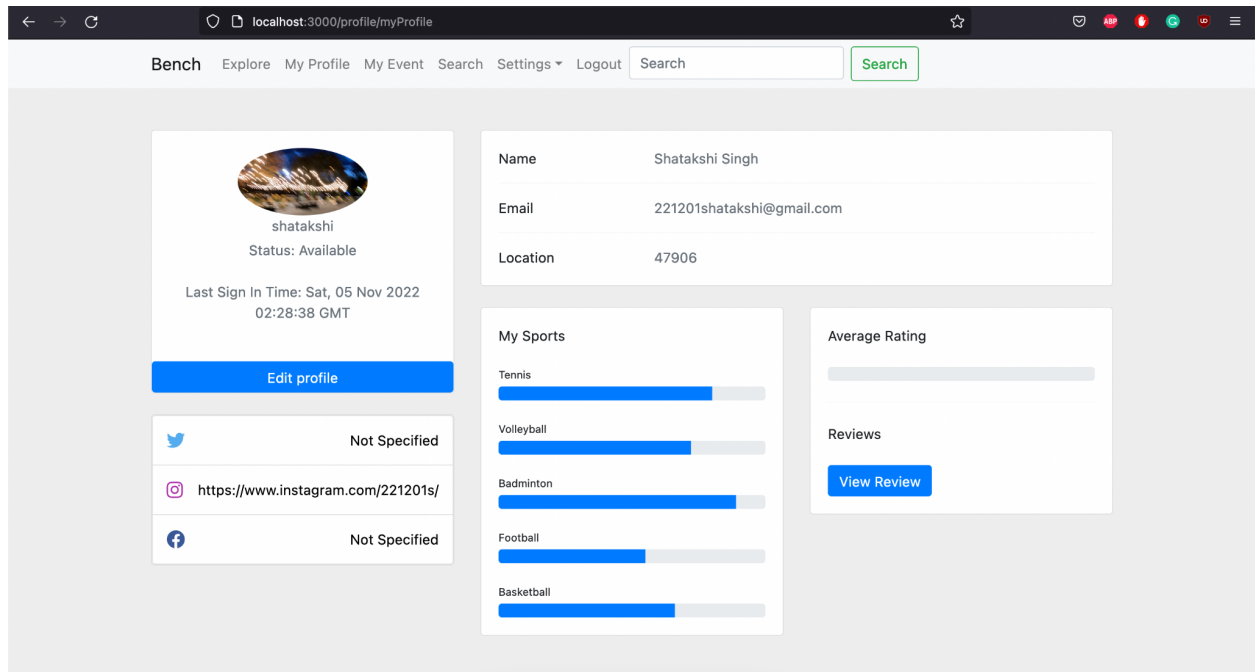 localhost:3000/profile/myProfile
ABP
UD
Bench Explore My Profile My Event Search Settings Logout Search Search
shatakshi
Status: Available
Last Sign In Time: Sat, 05 Nov 2022
02:28:38 GMT
Edit profile
Not Specified
https://www.instagram.com/221201s/
Not Specified
Name Shatakshi Singh
Email 221201shatakshi@gmail.com
Location 47906
My Sports
Tennis
Volleyball
Badminton
Football
Basketball
Average Rating
Reviews
View Review